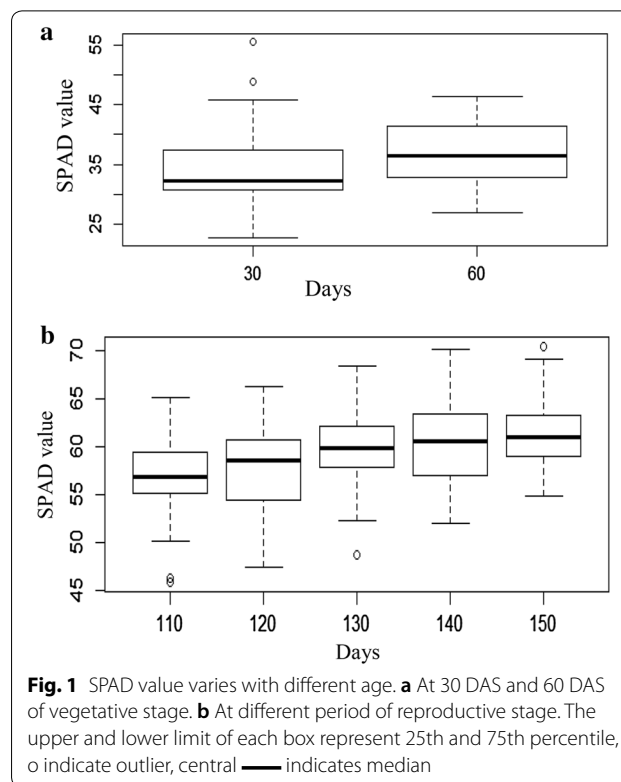 a
55
45
35
25
SPAD value
30 60
Days
b
70
65
60
55
50
45
SPAD value
110 120 130 140 150
Days
Fig. 1 SPAD value varies with different age. a At 30 DAS and 60 DAS
of vegetative stage. b At different period of reproductive stage. The
upper and lower limit of each box represent 25th and 75th percentile,
o indicate outlier, central indicates median